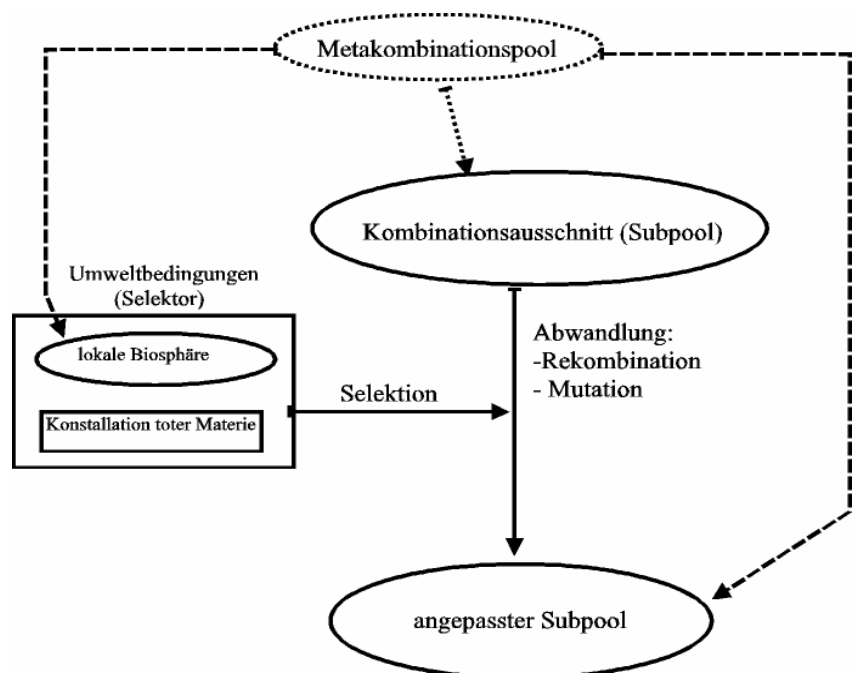 Metakombinationspool
Kombinationsausschnitt (Subpool)
Umweltbedingungen
(Selektor)
lokale Biosphäre
Konstallation toter Materie
Selektion
Abwandlung:
-Rekombination
- Mutation
angepasster Subpool